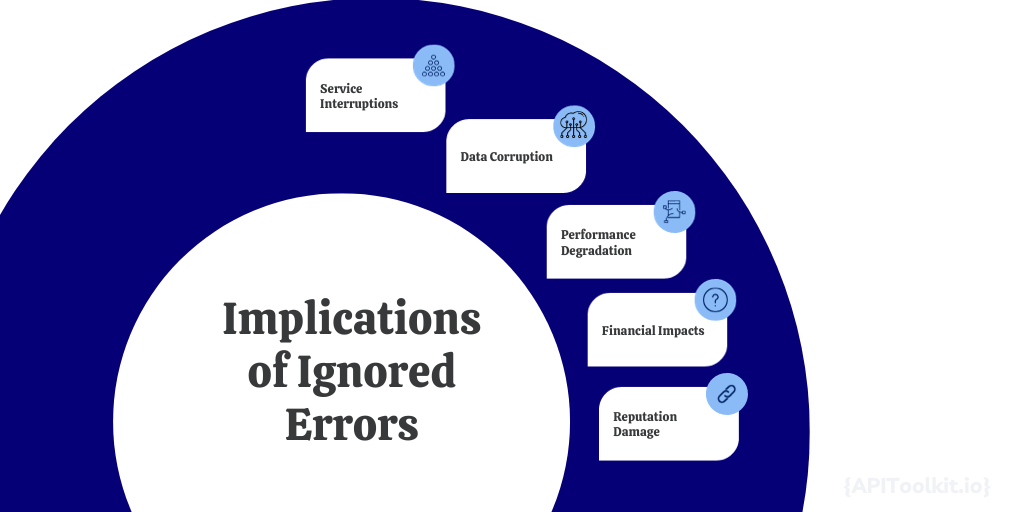 Service
Interruptions
Data Corruption
Performance
Degradation
Financial Impacts
Reputation
Damage
Implications
of Ignored
Errors
{APIToolkit.io}